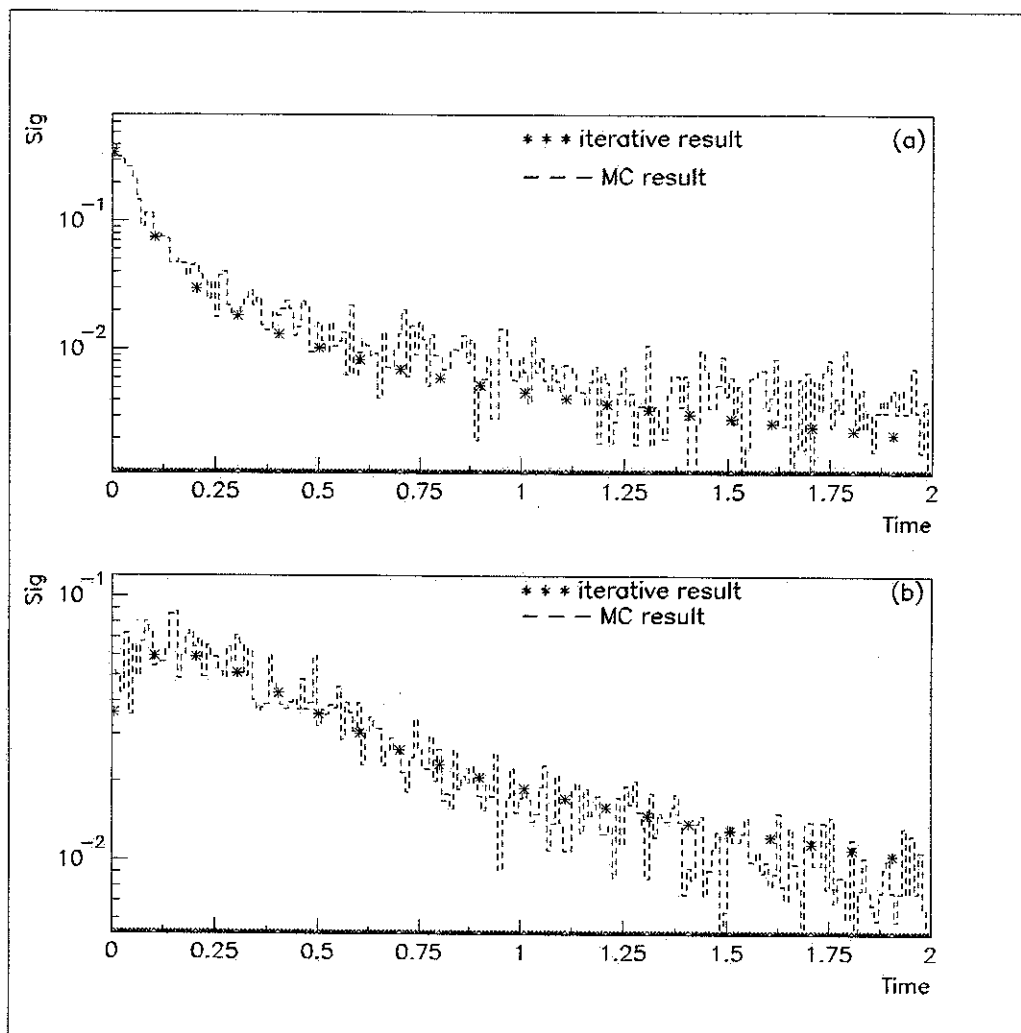 Sig
* * * iterative result
(a)
- - - - MC result
10⁻¹
10⁻²
0 0.25 0.5 0.75 1 1.25 1.5 1.75 2
Time
Sig
10⁻¹
* * * iterative result
(b)
- - - - MC result
10⁻²
0 0.25 0.5 0.75 1 1.25 1.5 1.75 2
Time